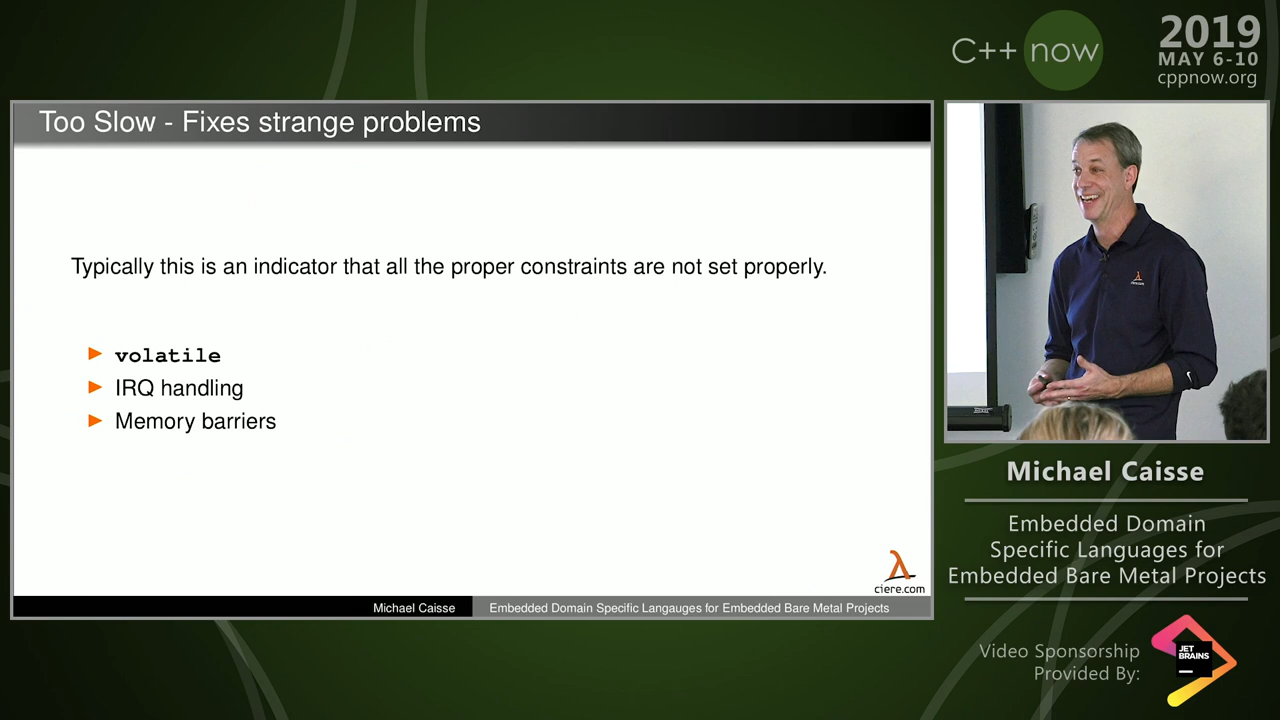 C++ now
2019
MAY 6-10
cppnow.org
Too Slow - Fixes strange problems
Typically this is an indicator that all the proper constraints are not set properly.
volatile
IRQ handling
Memory barriers
ciere.com
Michael Caisse
Embedded Domain Specific Langauges for Embedded Bare Metal Projects
Michael Caisse
Embedded Domain
Specific Languages for
Embedded Bare Metal Projects
Video Sponsorship
Provided By:
JET
BRAINS